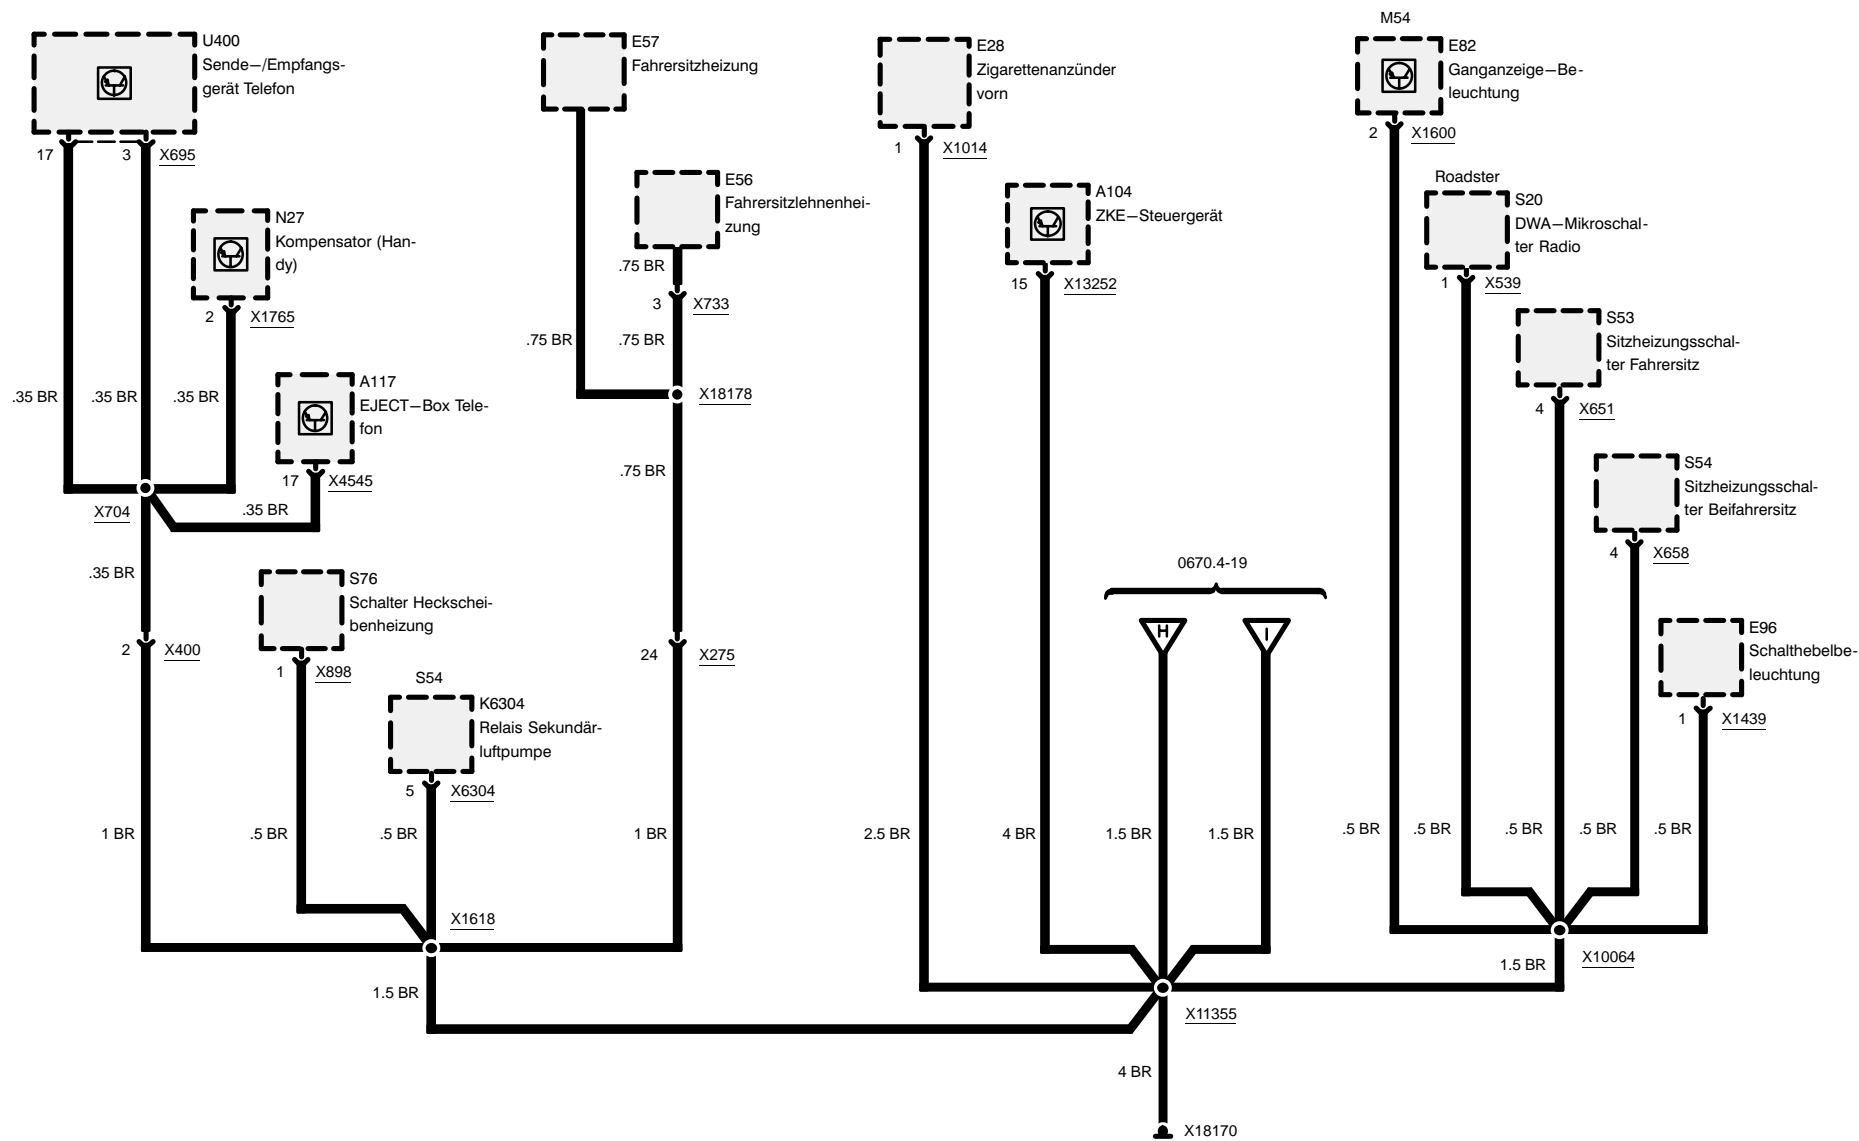 M54
U400
Sende–/Empfangs-
gerät Telefon
17
3
X695
N27
Kompensator (Han-
dy)
2
X1765
A117
EJECT–Box Tele-
fon
17
X4545
.35 BR
.35 BR
.35 BR
.35 BR
X704
.35 BR
2
X400
S76
Schalter Heckschei-
benheizung
1
X898
S54
K6304
Relais Sekundär-
luftpumpe
5
X6304
1 BR
.5 BR
.5 BR
1 BR
X1618
1.5 BR
E57
Fahrersitzheizung
E56
Fahrersitzlehnenhei-
zung
.75 BR
3
X733
.75 BR
.75 BR
X18178
.75 BR
24
X275
E28
Zigarettenanzünder
vorn
1
X1014
A104
ZKE–Steuergerät
15
X13252
0670.4-19
H
I
2.5 BR
4 BR
1.5 BR
1.5 BR
E82
Ganganzeige–Be-
leuchtung
2
X1600
Roadster
S20
DWA–Mikroschal-
ter Radio
1
X539
S53
Sitzheizungsschal-
ter Fahrersitz
4
X651
S54
Sitzheizungsschal-
ter Beifahrersitz
4
X658
E96
Schalthebelbe-
leuchtung
1
X1439
.5 BR
.5 BR
.5 BR
.5 BR
.5 BR
X10064
1.5 BR
X11355
4 BR
X18170